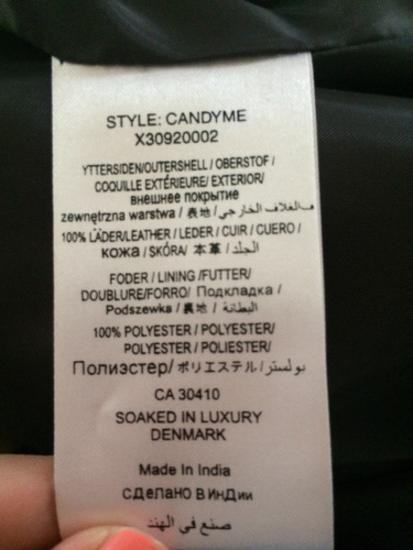 STYLE: CANDYME
X30920002
YTTERSIDEN/OUTERSHELL / OBERSTOF /
COQUILLE EXTÉRIEURE/ EXTERIOR/
внешнее покрытие
zewnętrzna warstwa / 表地 / فالغلاف الخارجي/
100% LÄDER/LEATHER / LEDER / CUIR / CUERO /
кожа / SKÓRA/ 本革 / الجلد/
FODER / LINING /FUTTER/
DOUBLURE/FORRO/ Подкладка /
Podszewka / 裏地 / البطانة/
100% POLYESTER / POLYESTER/
POLYESTER / POLIESTER/
Полиэстер/ ポリエステル/ بولستر/
CA 30410
SOAKED IN LUXURY
DENMARK
Made In India
сделано в Индии
صنع في الهند